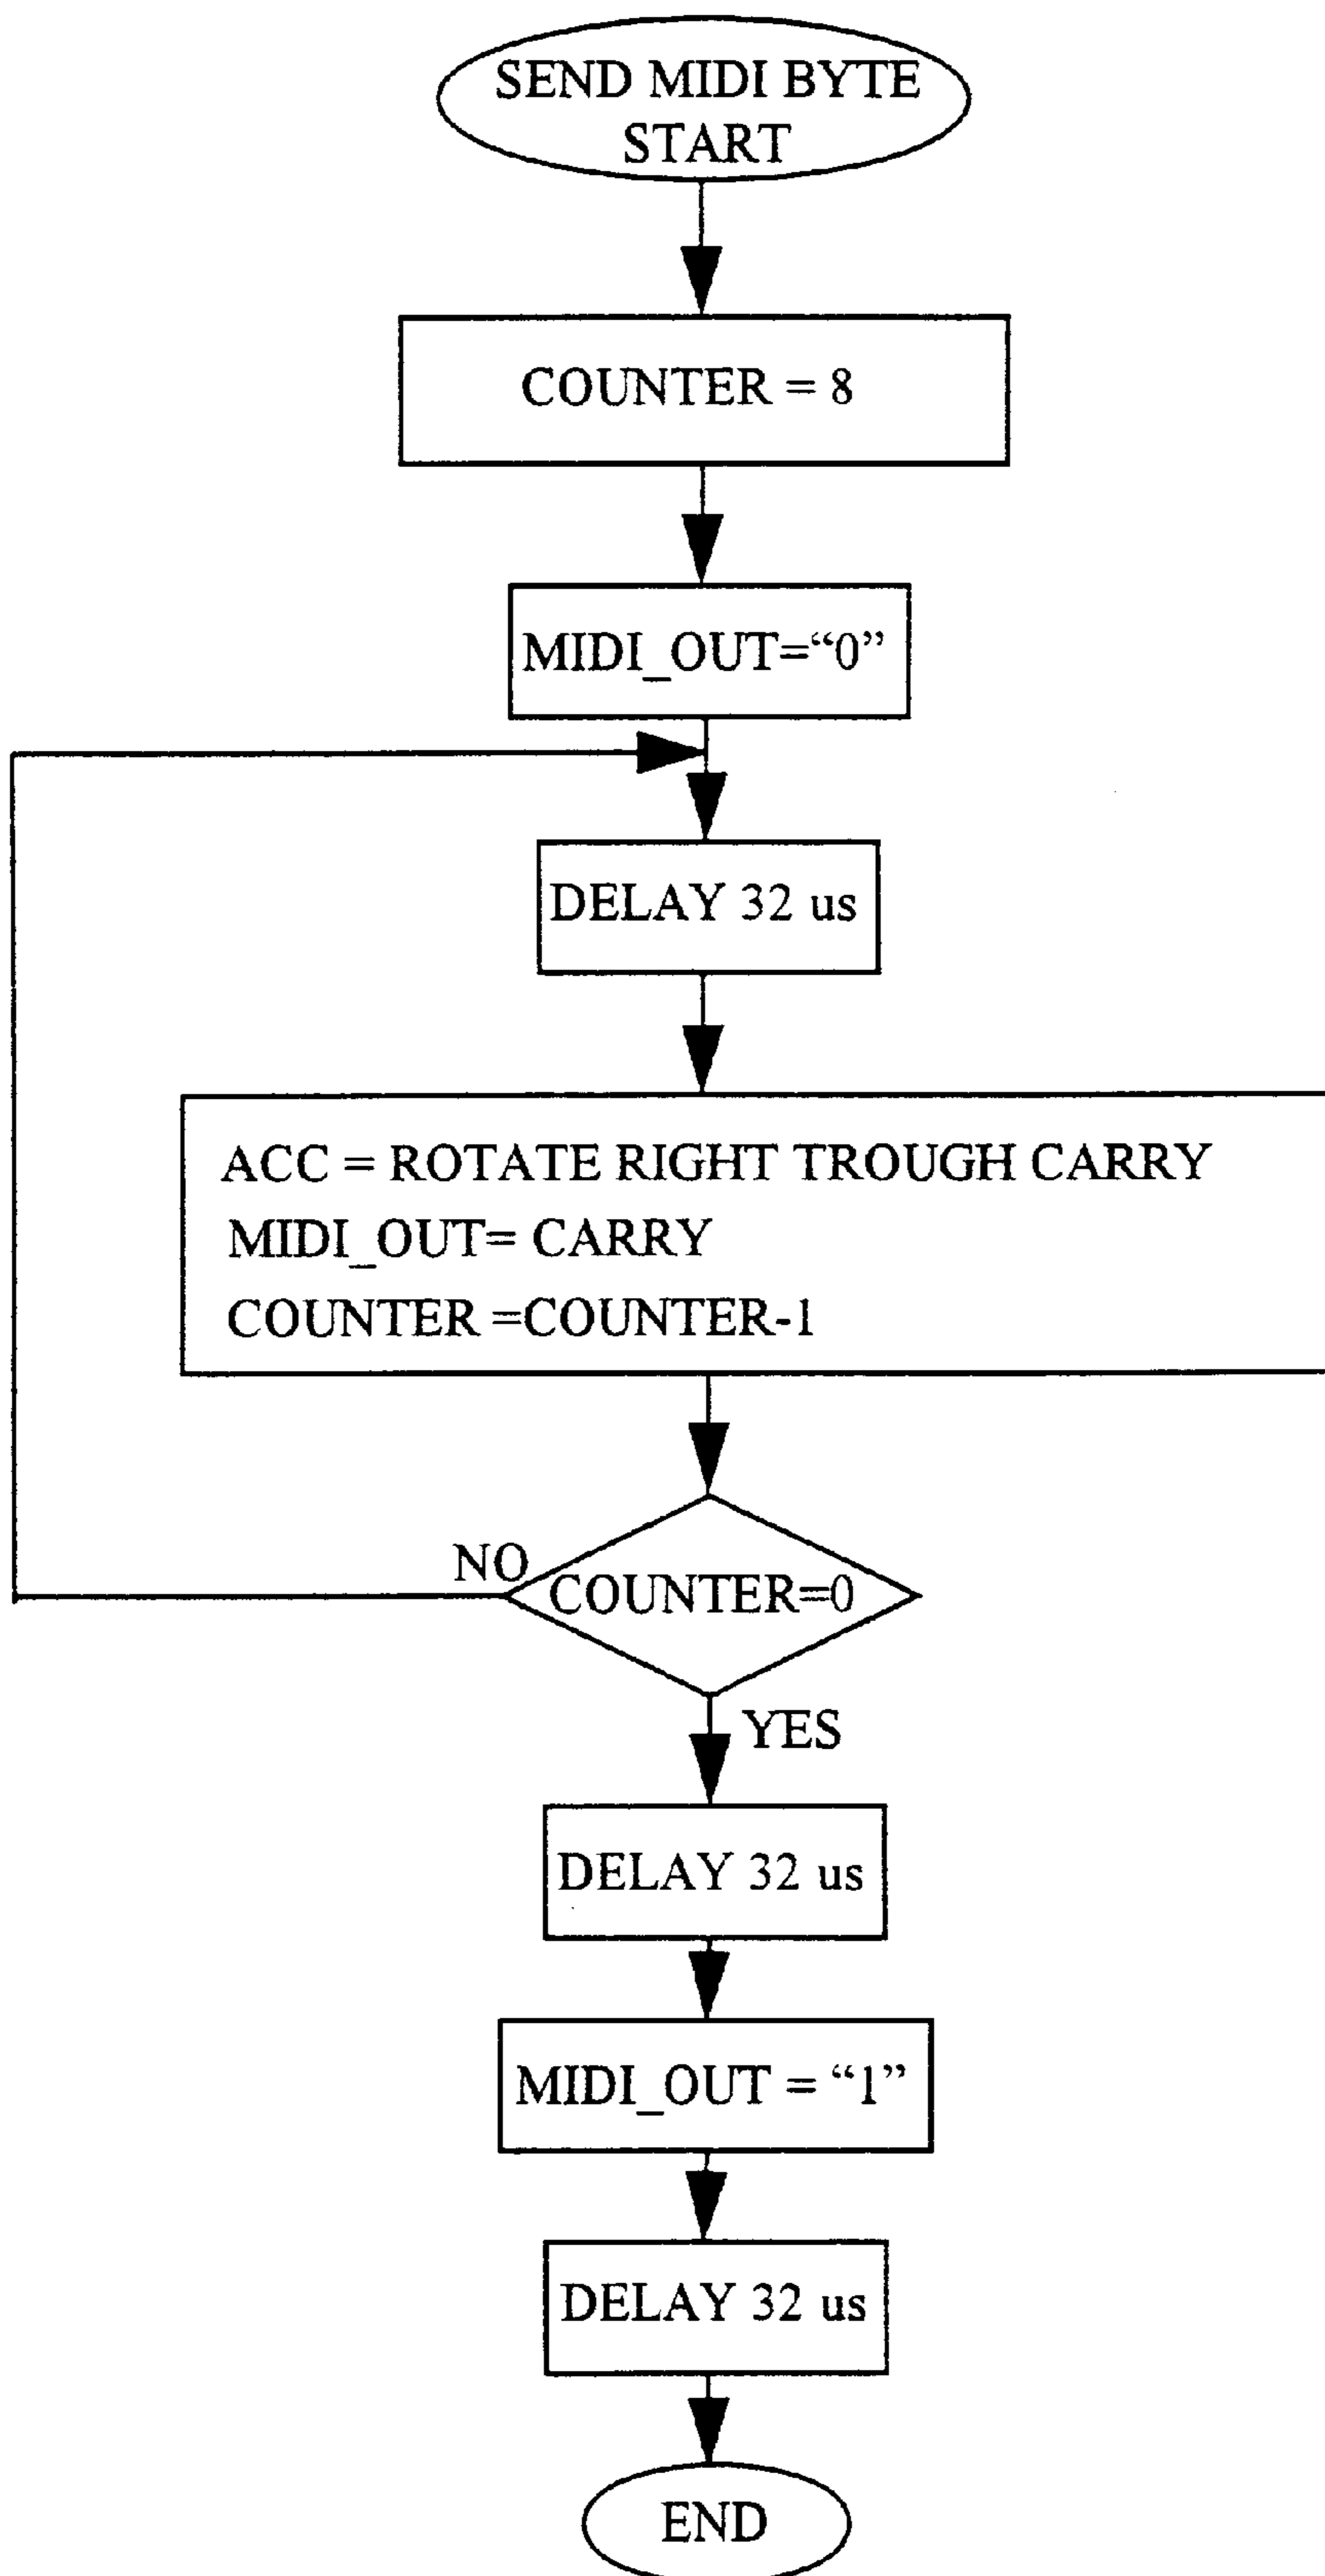 SEND MIDI BYTE
START
COUNTER = 8
MIDI_OUT=“0”
DELAY 32 us
ACC = ROTATE RIGHT TROUGH CARRY
MIDI_OUT= CARRY
COUNTER =COUNTER-1
NO
COUNTER=0
YES
DELAY 32 us
MIDI_OUT = “1”
DELAY 32 us
END